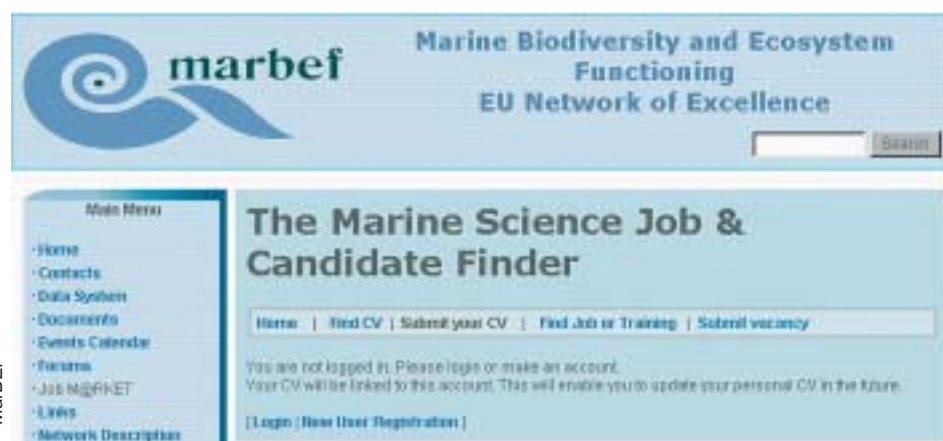 marbef
Marine Biodiversity and Ecosystem
Functioning
EU Network of Excellence
Search
Main Menu
·Home
·Contacts
·Data System
·Documents
·Events Calendar
·Forums
·Job M@RKET
·Links
·Network Description
The Marine Science Job &
Candidate Finder
Home | Find CV | Submit your CV | Find Job or Training | Submit vacancy
You are not logged in. Please login or make an account.
Your CV will be linked to this account. This will enable you to update your personal CV in the future.
[ Login | New User Registration ]